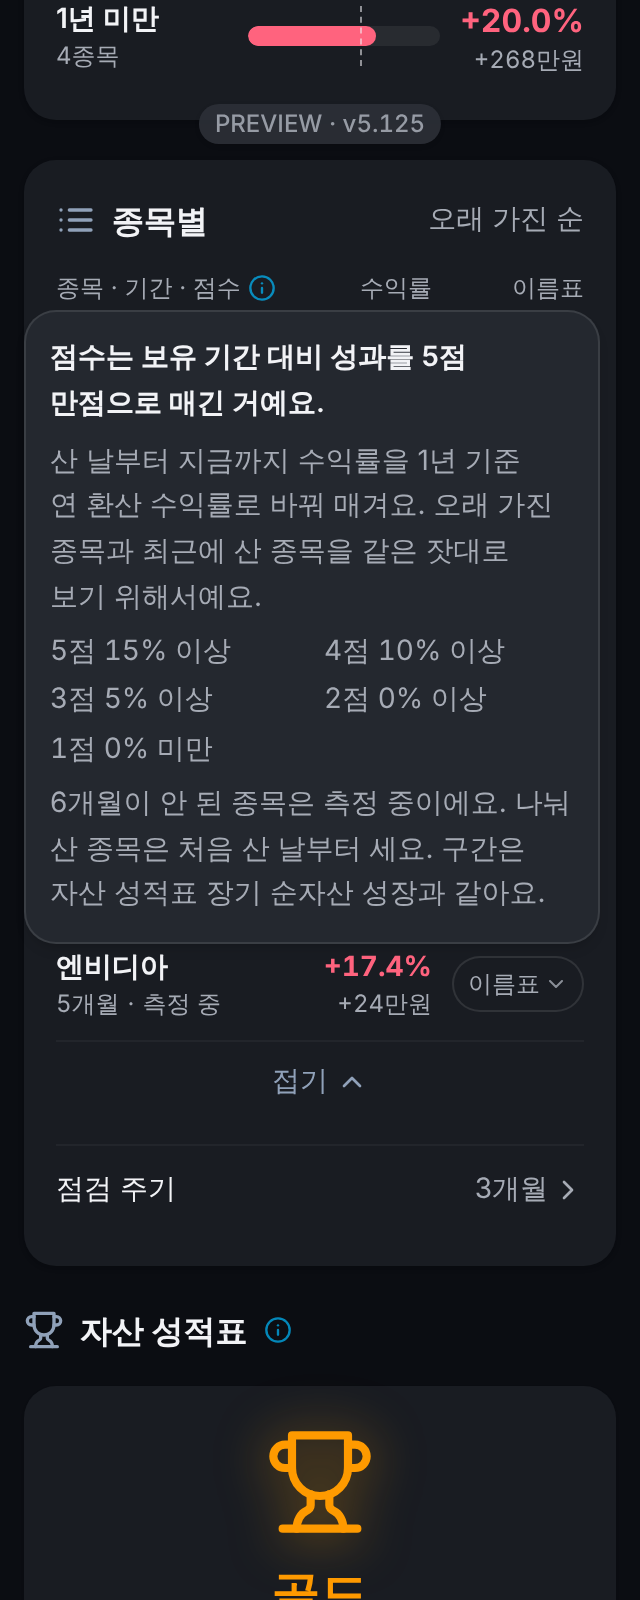 1년 미만
+20.0%
4종목
+268만원
PREVIEW · v5.125
종목별
오래 가진 순
종목 · 기간 · 점수
수익률
이름표
점수는 보유 기간 대비 성과를 5점
만점으로 매긴 거예요.
산 날부터 지금까지 수익률을 1년 기준
연 환산 수익률로 바꿔 매겨요. 오래 가진
종목과 최근에 산 종목을 같은 잣대로
보기 위해서예요.
5점 15% 이상
4점 10% 이상
3점 5% 이상
2점 0% 이상
1점 0% 미만
6개월이 안 된 종목은 측정 중이에요. 나눠
산 종목은 처음 산 날부터 세요. 구간은
자산 성적표 장기 순자산 성장과 같아요.
엔비디아
+17.4%
이름표
5개월 · 측정 중
+24만원
접기
점검 주기
3개월
자산 성적표
골드